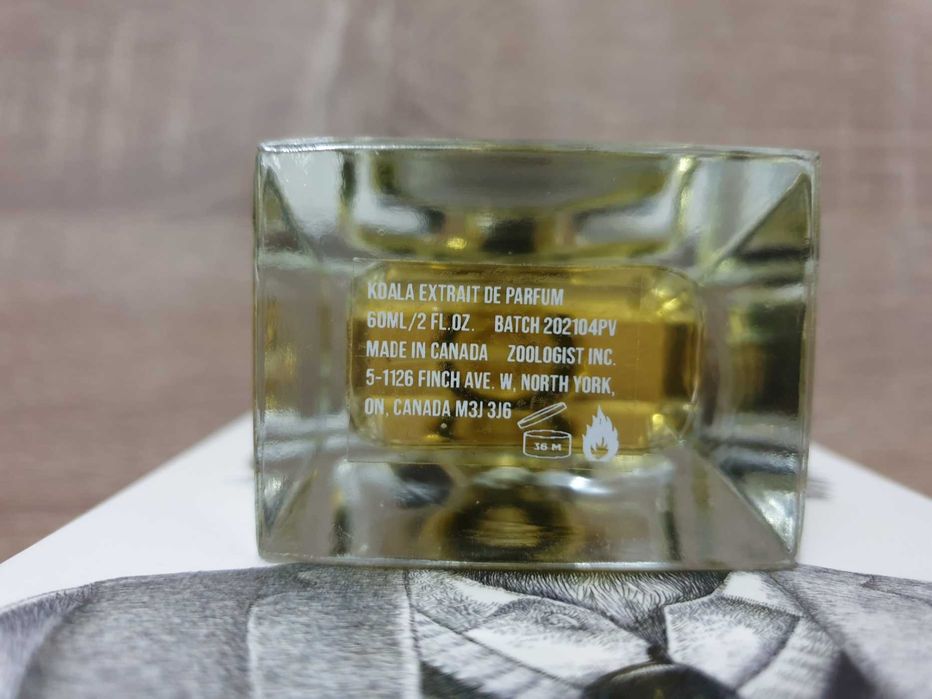 KOALA EXTRAIT DE PARFUM
60ML/2 FL.OZ. BATCH 202104PV
MADE IN CANADA ZOOLOGIST INC.
5-1126 FINCH AVE. W, NORTH YORK,
ON, CANADA M3J 3J6
36 M